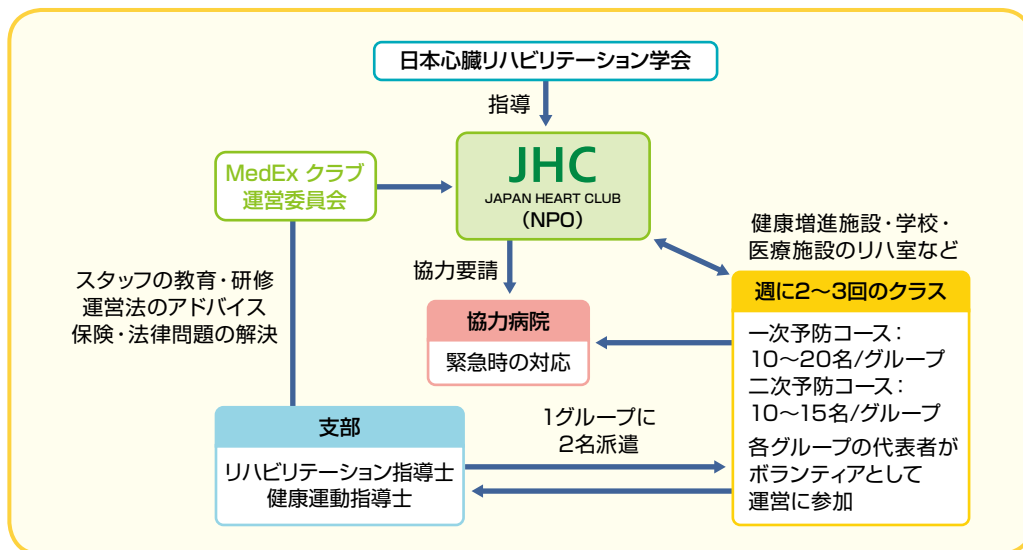 日本心臓リハビリテーション学会
指導
JHC
JAPAN HEART CLUB
（NPO）
MedEx クラブ
運営委員会
健康増進施設・学校・
医療施設のリハ室など
協力要請
スタッフの教育・研修
運営法のアドバイス
保険・法律問題の解決
週に2〜3回のクラス
一次予防コース：
10〜20名/グループ
二次予防コース：
10〜15名/グループ
各グループの代表者が
ボランティアとして
運営に参加
協力病院
緊急時の対応
1グループに
2名派遣
支部
リハビリテーション指導士
健康運動指導士